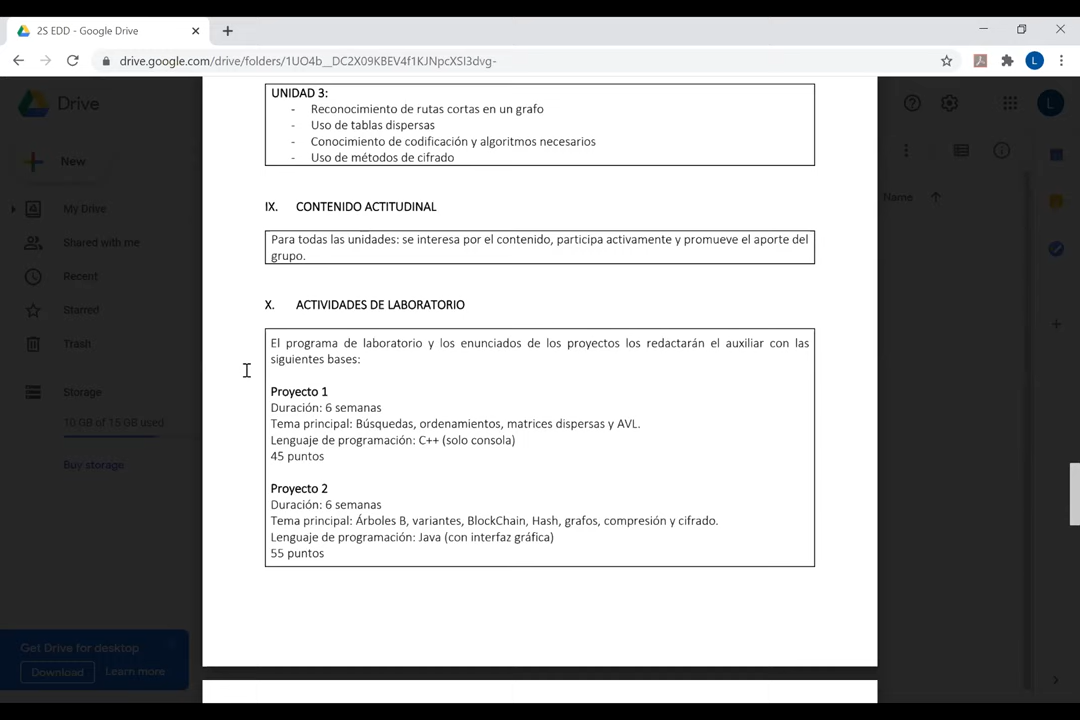 2S EDD - Google Drive
drive.google.com/drive/folders/1UO4b__DC2X09KBEV4f1KJNpcXSI3dvg-
L
Drive
L
New
My Drive
Shared with me
Recent
Starred
Trash
Storage
10 GB of 15 GB used
Buy storage
Name
Get Drive for desktop
Download
Learn more
UNIDAD 3:
- Reconocimiento de rutas cortas en un grafo
- Uso de tablas dispersas
- Conocimiento de codificación y algoritmos necesarios
- Uso de métodos de cifrado
IX. CONTENIDO ACTITUDINAL
Para todas las unidades: se interesa por el contenido, participa activamente y promueve el aporte del
grupo.
X. ACTIVIDADES DE LABORATORIO
El programa de laboratorio y los enunciados de los proyectos los redactarán el auxiliar con las
siguientes bases:
Proyecto 1
Duración: 6 semanas
Tema principal: Búsquedas, ordenamientos, matrices dispersas y AVL.
Lenguaje de programación: C++ (solo consola)
45 puntos
Proyecto 2
Duración: 6 semanas
Tema principal: Árboles B, variantes, BlockChain, Hash, grafos, compresión y cifrado.
Lenguaje de programación: Java (con interfaz gráfica)
55 puntos